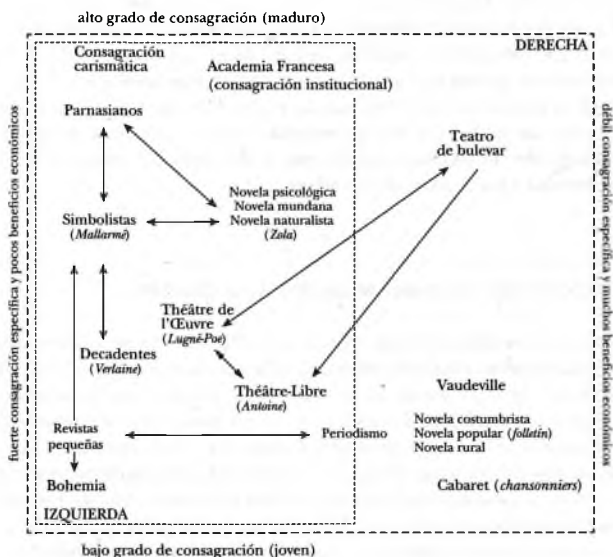 alto grado de consagración (maduro)
DERECHA
Consagración
carismática
Academia Francesa
(consagración institucional)
Parnasianos
Teatro
de bulevar
Novela psicológica
Novela mundana
Novela naturalista
(Zola)
Simbolistas
(Mallarmé)
Théâtre de
l'Œuvre
(Lugné-Poe)
Decadentes
(Verlaine)
Théâtre-Libre
(Antoine)
Vaudeville
Revistas
pequeñas
Periodismo
Novela costumbrista
Novela popular (folletín)
Novela rural
Bohemia
Cabaret (chansonniers)
IZQUIERDA
bajo grado de consagración (joven)
fuerte consagración específica y pocos beneficios económicos
débil consagración específica y muchos beneficios económicos